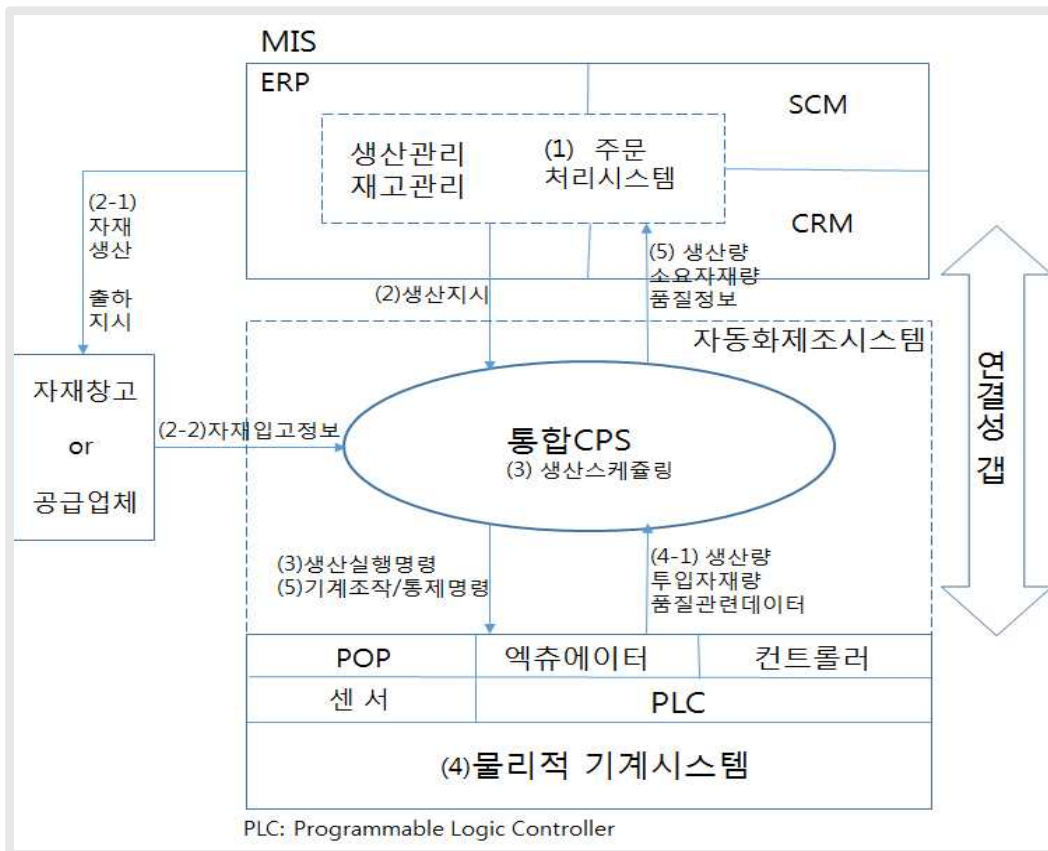 MIS
ERP
SCM
생산관리
재고관리
(1) 주문
처리시스템
CRM
(2-1)
자재
생산
출하
지시
(2)생산지시
(5) 생산량
소요자재량
품질정보
자동화제조시스템
연결성 갭
자재창고
or
공급업체
(2-2)자재입고정보
통합CPS
(3) 생산스케쥴링
(3)생산실행명령
(5)기계조작/통제명령
(4-1) 생산량
투입자재량
품질관련데이터
POP
엑츄에이터
컨트롤러
센 서
PLC
(4)물리적 기계시스템
PLC: Programmable Logic Controller